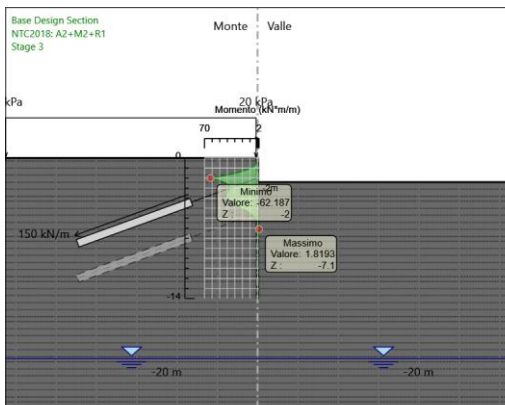 Base Design Section
NTC2018: A2+M2+R1
Stage 3
Monte
Valle
kPa
20 kPa
Momento (kN*m/m)
70
2
0
-2m
Minimo
Valore: -62.187
Z : -2
150 kN/m
Massimo
Valore: 1.8193
Z : -7.1
-14
-20 m
-20 m